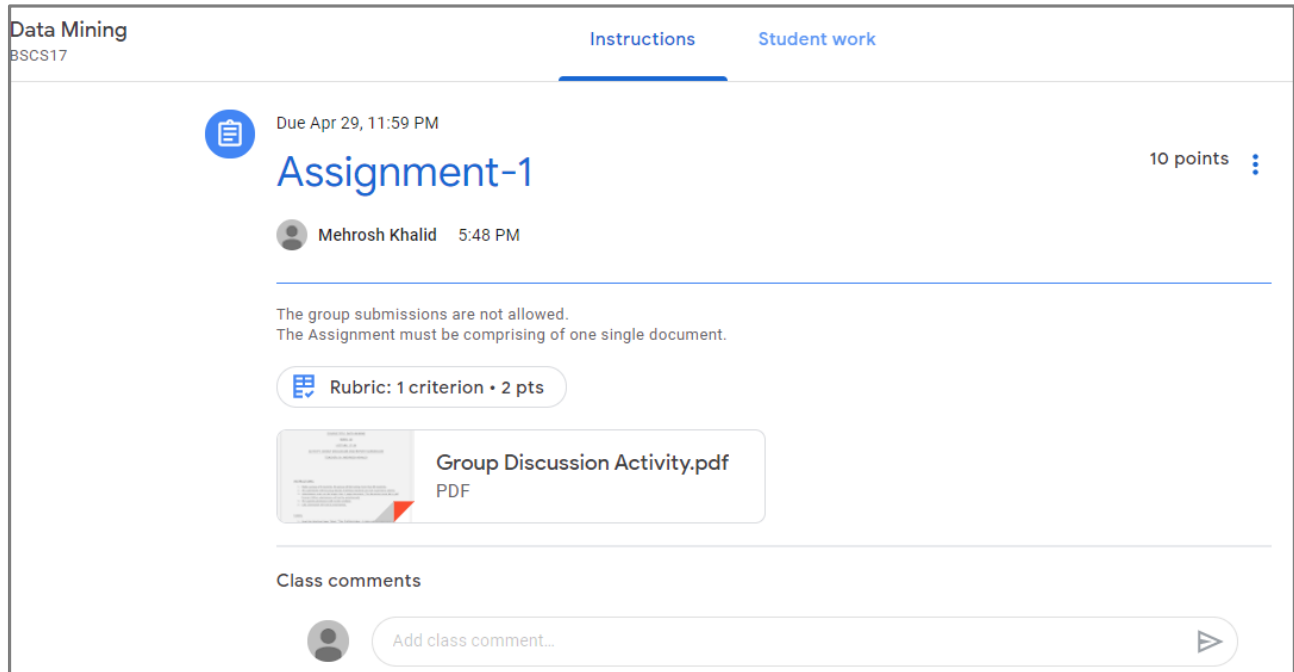 Data Mining
BSCS17
Instructions
Student work
Due Apr 29, 11:59 PM
Assignment-1
10 points
Mehrosh Khalid 5:48 PM
The group submissions are not allowed.
The Assignment must be comprising of one single document.
Rubric: 1 criterion • 2 pts
Group Discussion Activity.pdf
PDF
Class comments
Add class comment...